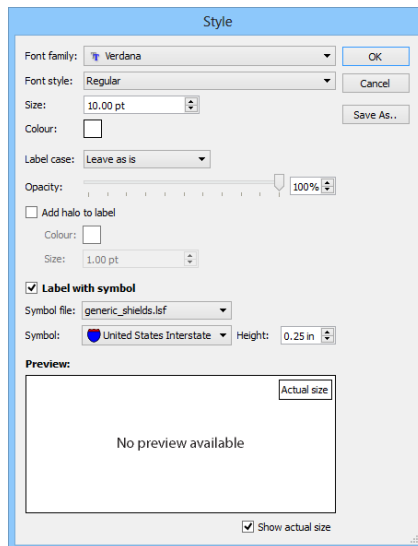 Style
Font family: Verdana OK
Font style: Regular Cancel
Size: 10.00 pt Save As..
Colour:
Label case: Leave as is
Opacity: 100%
Add halo to label
Colour:
Size: 1.00 pt
Label with symbol
Symbol file: generic_shields.lsf
Symbol: United States Interstate Height: 0.25 in
Preview:
Actual size
No preview available
Show actual size